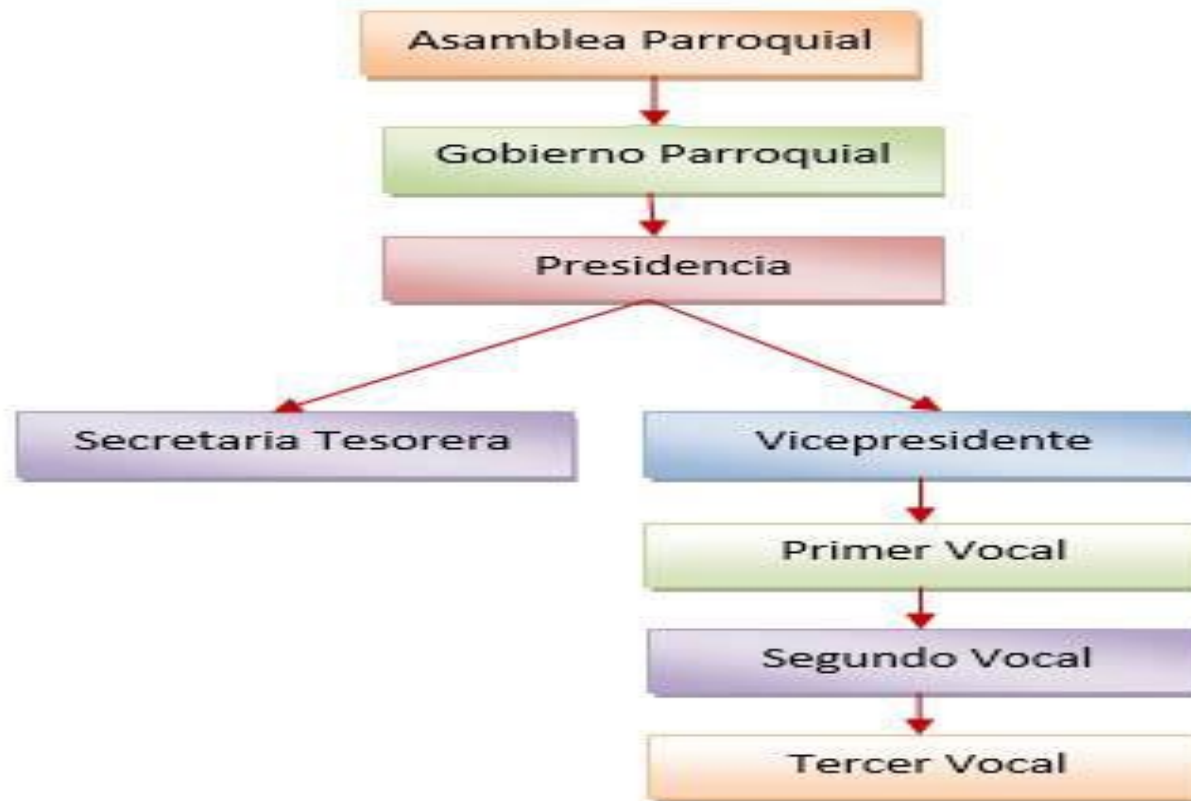 Asamblea Parroquial
Gobierno Parroquial
Presidencia
Secretaria Tesorera
Vicepresidente
Primer Vocal
Segundo Vocal
Tercer Vocal